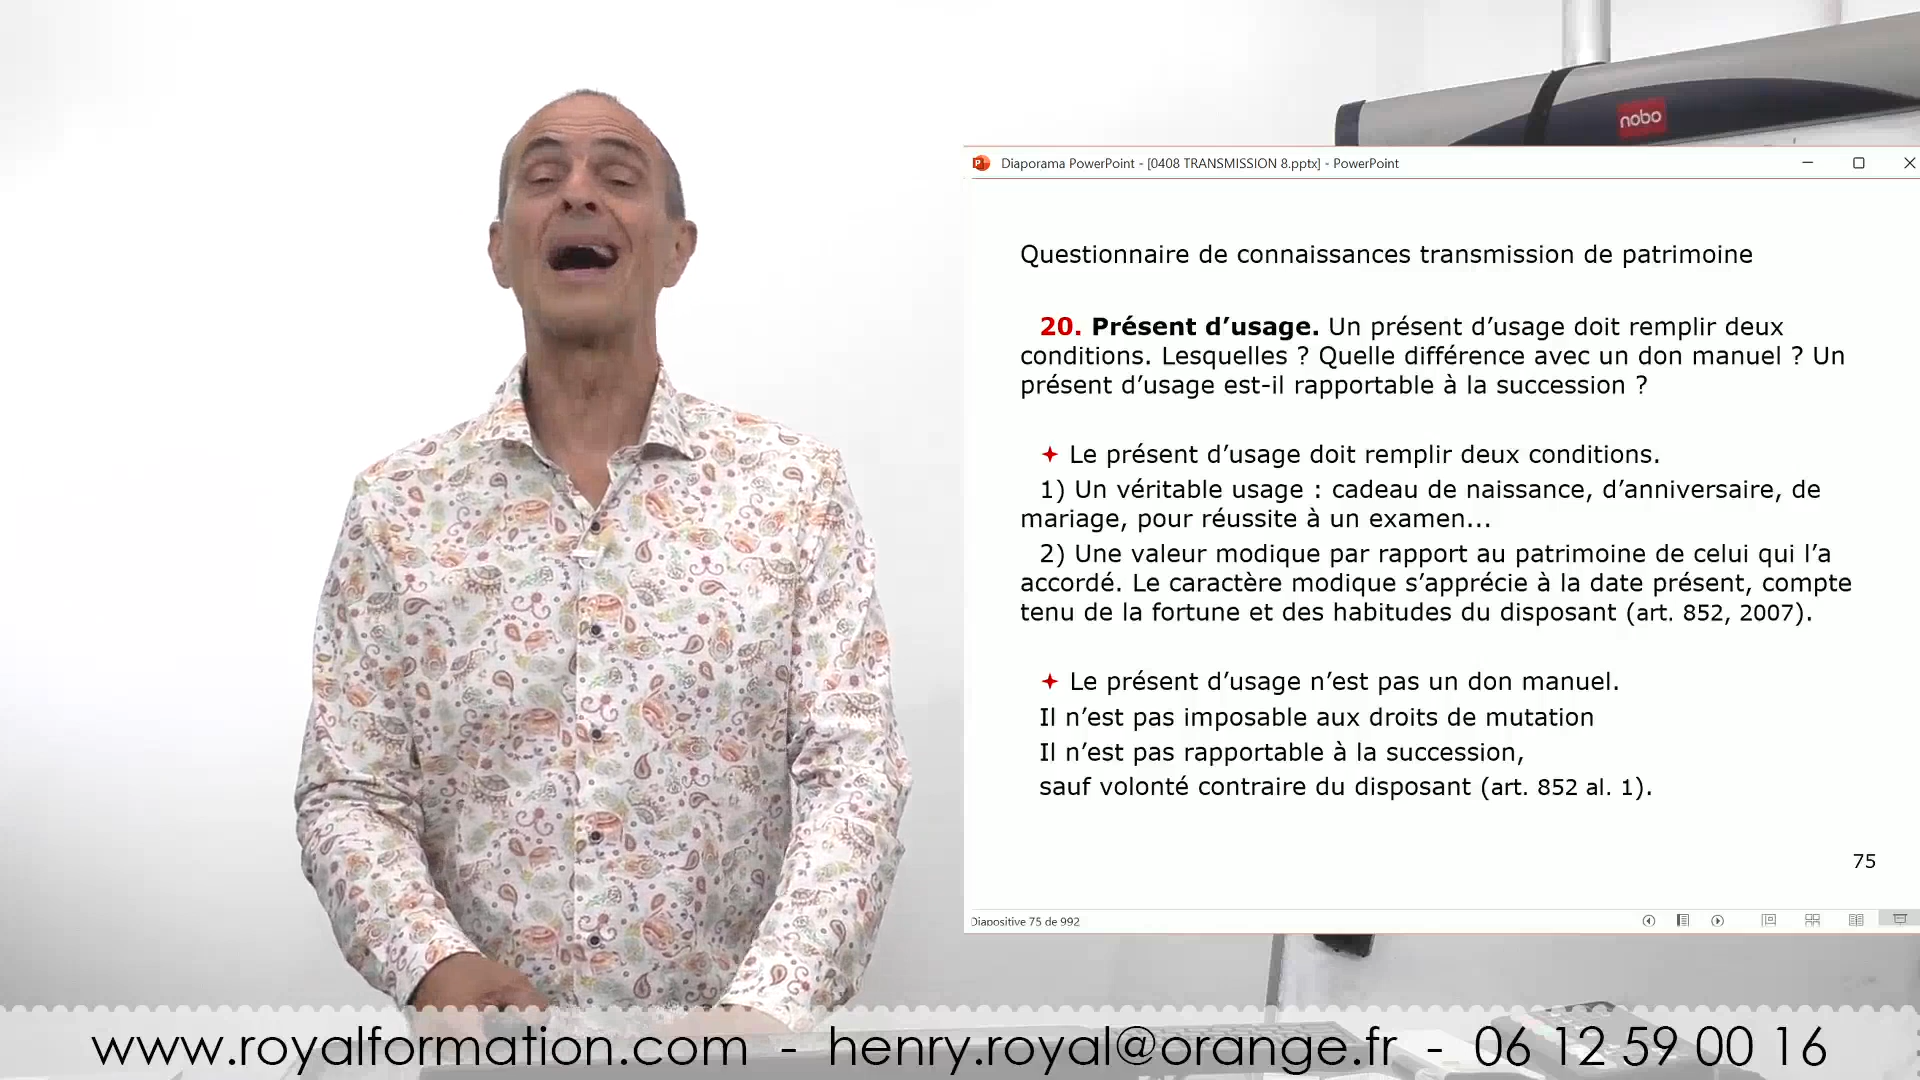 nobo
Diaporama PowerPoint - [0408 TRANSMISSION 8.pptx] - PowerPoint
Questionnaire de connaissances transmission de patrimoine
20. Présent d’usage. Un présent d’usage doit remplir deux
conditions. Lesquelles ? Quelle différence avec un don manuel ? Un
présent d’usage est-il rapportable à la succession ?
Le présent d’usage doit remplir deux conditions.
1) Un véritable usage : cadeau de naissance, d’anniversaire, de
mariage, pour réussite à un examen...
2) Une valeur modique par rapport au patrimoine de celui qui l’a
accordé. Le caractère modique s’apprécie à la date présent, compte
tenu de la fortune et des habitudes du disposant (art. 852, 2007).
Le présent d’usage n’est pas un don manuel.
Il n’est pas imposable aux droits de mutation
Il n’est pas rapportable à la succession,
sauf volonté contraire du disposant (art. 852 al. 1).
75
Diapositive 75 de 992
www.royalformation.com - henry.royal@orange.fr - 06 12 59 00 16